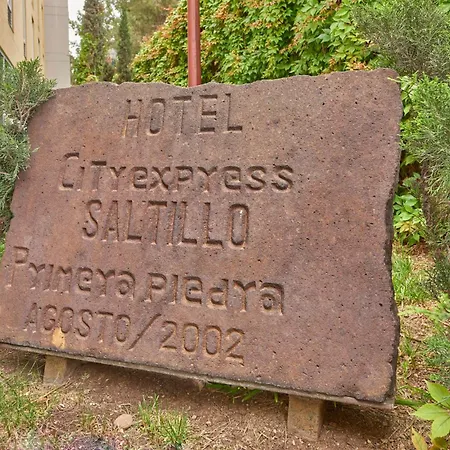 HOTEL
Cityexpress
SALTILLO
Primera piedra
AGOSTO/2002